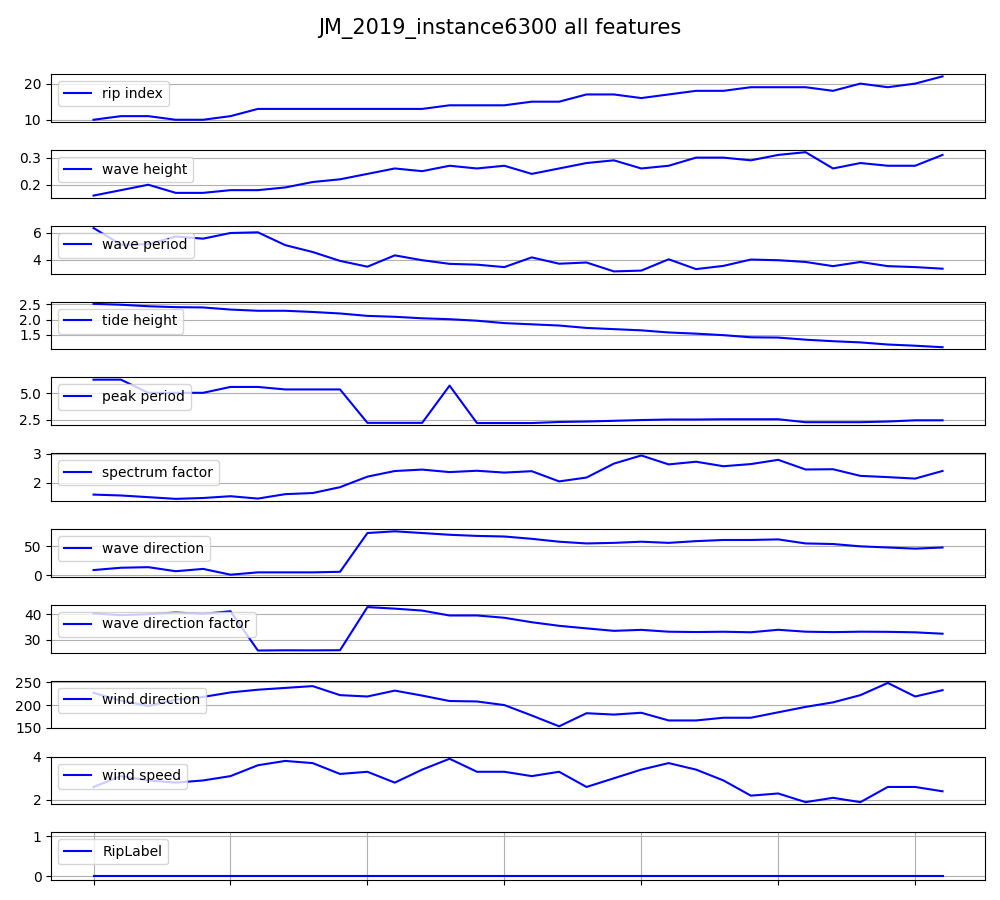 JM_2019_instance6300 all features
20
10
rip index
0.3
0.2
wave height
6
4
wave period
2.5
2.0
1.5
tide height
5.0
2.5
peak period
3
2
spectrum factor
50
0
wave direction
40
30
wave direction factor
250
200
150
wind direction
4
2
wind speed
1
0
RipLabel